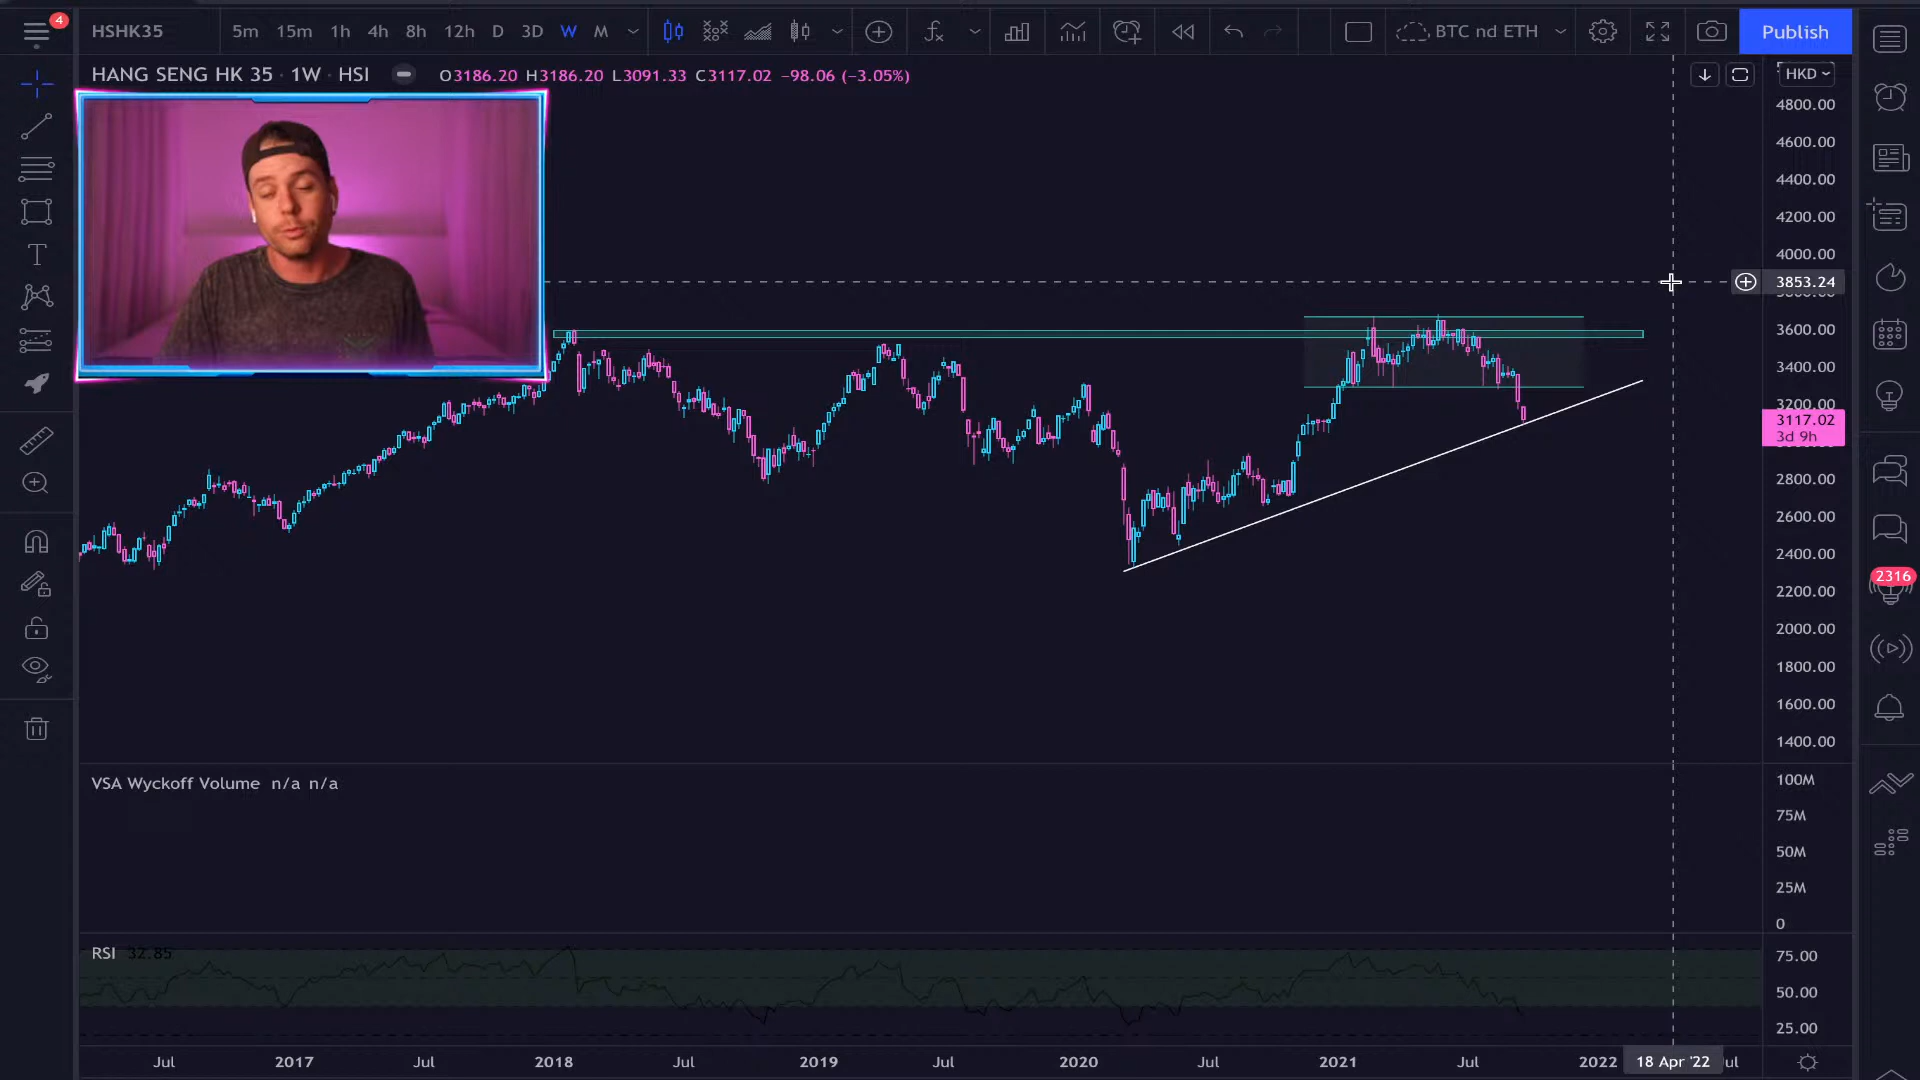 4
HSHK35 5m 15m 1h 4h 8h 12h D 3D W M BTC nd ETH Publish
HANG SENG HK 35 · 1W · HSI O3186.20 H3186.20 L3091.33 C3117.02 −98.06 (−3.05%) HKD
4800.00
4600.00
4400.00
4200.00
4000.00
3853.24
3600.00
3400.00
3200.00
3117.02
3d 9h
2800.00
2600.00
2400.00
2200.00
2316
2000.00
1800.00
1600.00
1400.00
VSA Wyckoff Volume n/a n/a 100M
75M
50M
25M
0
RSI 32.85 75.00
50.00
25.00
Jul 2017 Jul 2018 Jul 2019 Jul 2020 Jul 2021 Jul 2022 18 Apr '22 ul